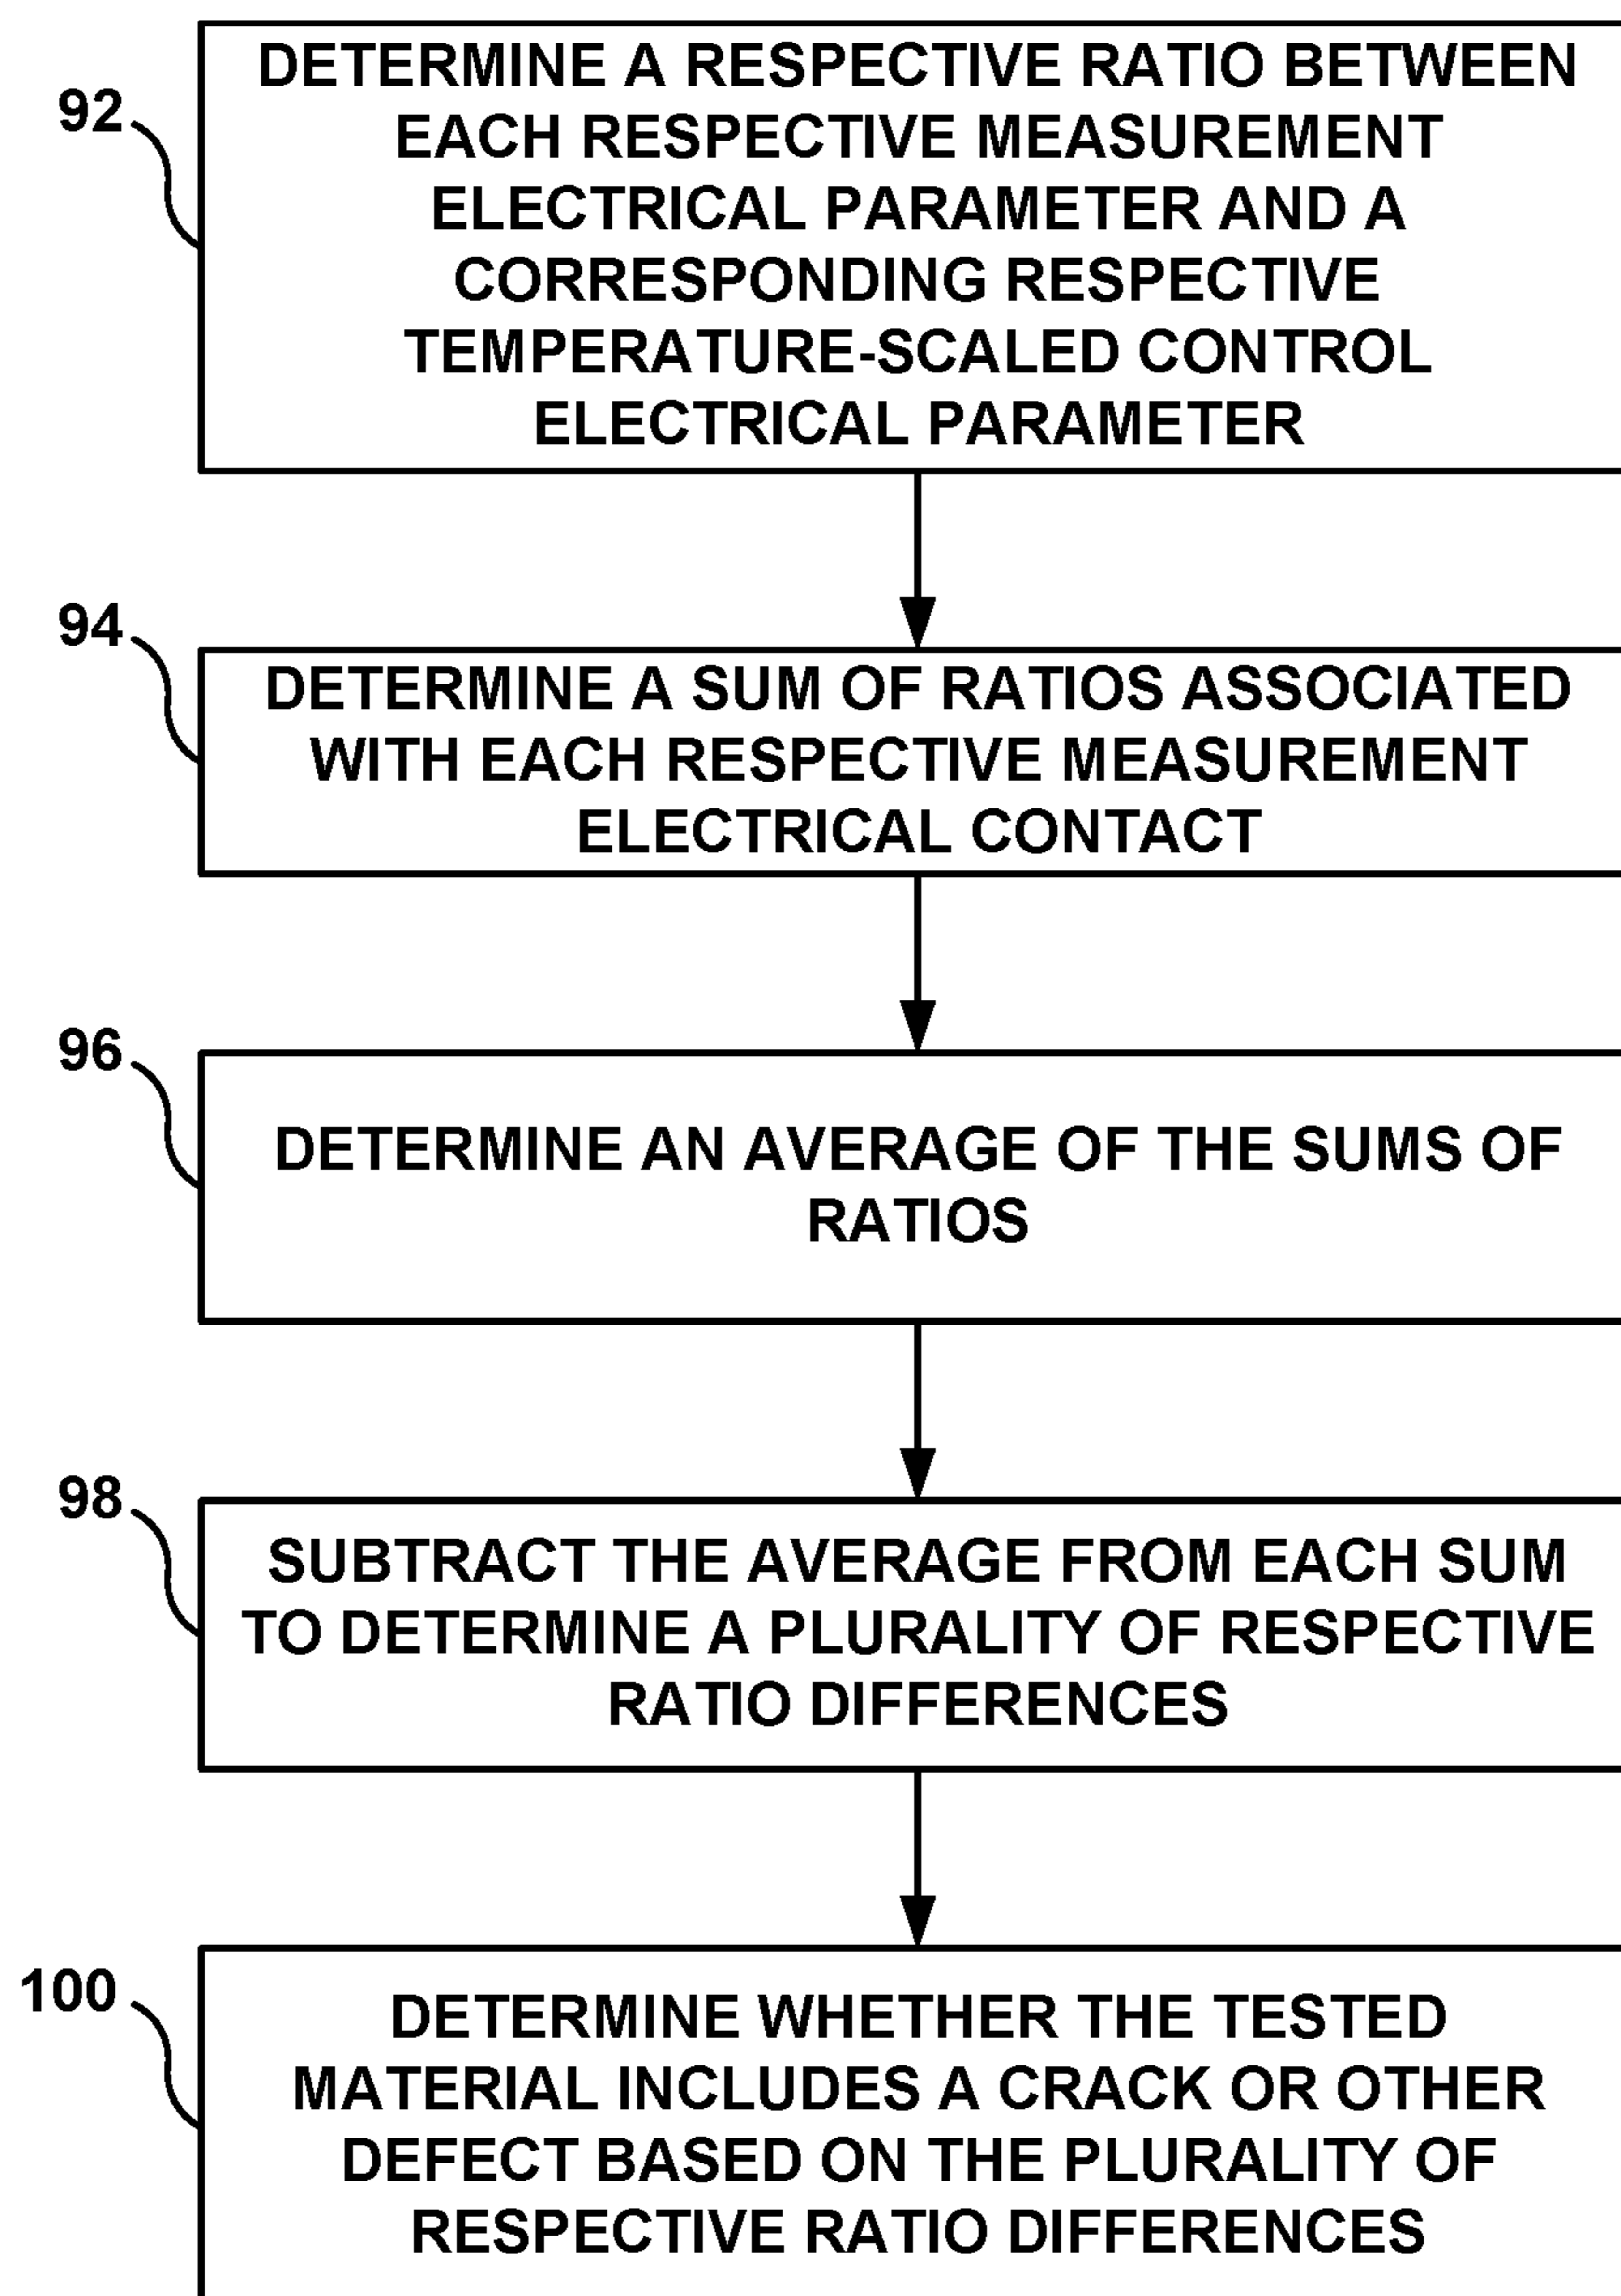 92
DETERMINE A RESPECTIVE RATIO BETWEEN
EACH RESPECTIVE MEASUREMENT
ELECTRICAL PARAMETER AND A
CORRESPONDING RESPECTIVE
TEMPERATURE-SCALED CONTROL
ELECTRICAL PARAMETER
94
DETERMINE A SUM OF RATIOS ASSOCIATED
WITH EACH RESPECTIVE MEASUREMENT
ELECTRICAL CONTACT
96
DETERMINE AN AVERAGE OF THE SUMS OF
RATIOS
98
SUBTRACT THE AVERAGE FROM EACH SUM
TO DETERMINE A PLURALITY OF RESPECTIVE
RATIO DIFFERENCES
100
DETERMINE WHETHER THE TESTED
MATERIAL INCLUDES A CRACK OR OTHER
DEFECT BASED ON THE PLURALITY OF
RESPECTIVE RATIO DIFFERENCES